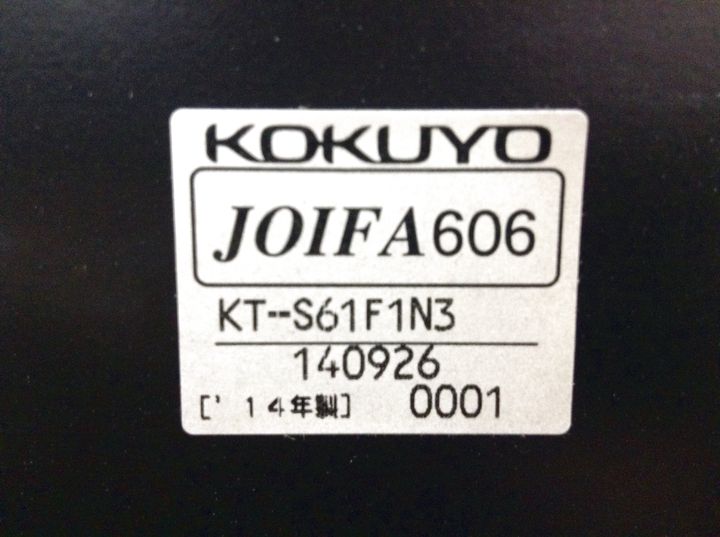 KOKUYO
JOIFA606
KT--S61F1N3
140926
[' 14年製] 0001